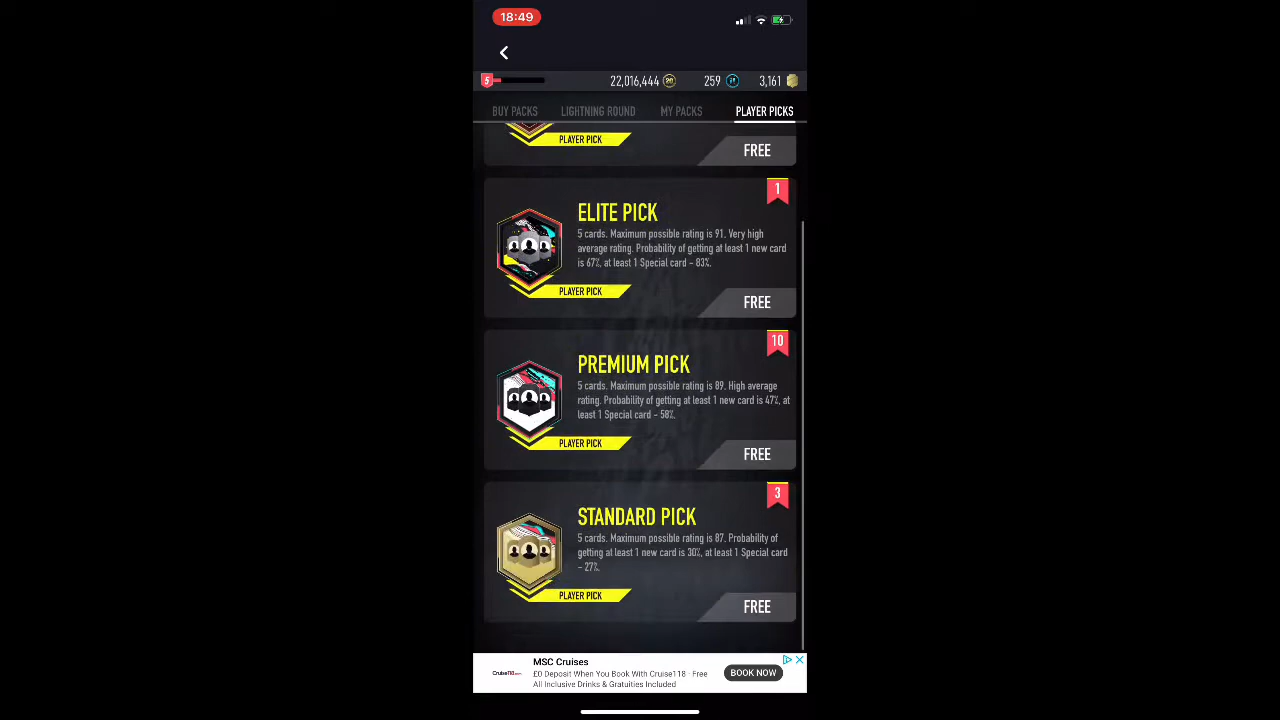 18:49
5 22,016,444 259 3,161
BUY PACKS LIGHTNING ROUND MY PACKS PLAYER PICKS
PLAYER PICK
FREE
1
ELITE PICK
5 cards. Maximum possible rating is 91. Very high
average rating. Probability of getting at least 1 new card
is 67%, at least 1 Special card - 83%.
PLAYER PICK
FREE
10
PREMIUM PICK
5 cards. Maximum possible rating is 89. High average
rating. Probability of getting at least 1 new card is 47%, at
least 1 Special card - 58%.
PLAYER PICK
FREE
3
STANDARD PICK
5 cards. Maximum possible rating is 87. Probability of
getting at least 1 new card is 30%, at least 1 Special card
- 27%.
PLAYER PICK
FREE
MSC Cruises
Cruise118.com
£0 Deposit When You Book With Cruise118 - Free
All Inclusive Drinks & Gratuities Included
BOOK NOW